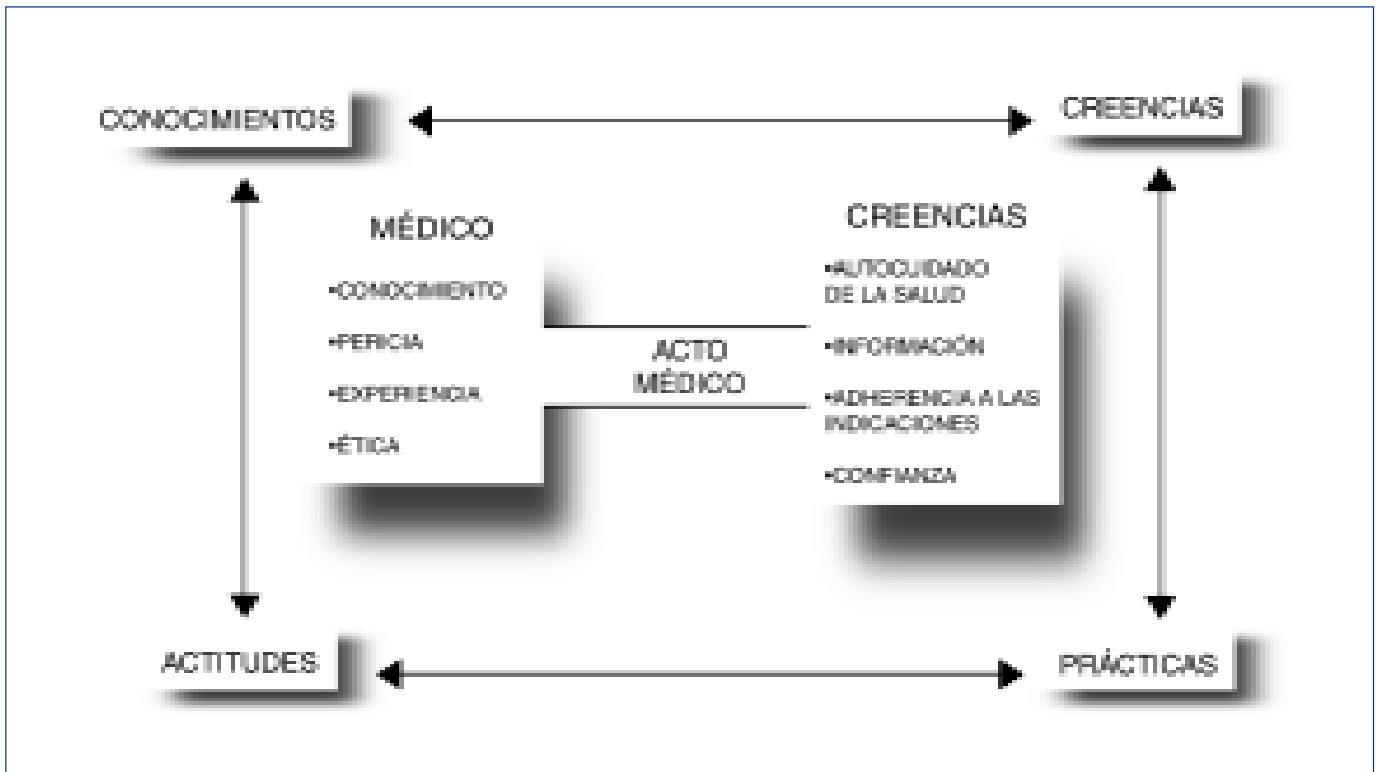 CONOCIMIENTOS
CREENCIAS
MÉDICO
•CONOCIMIENTO
•PERICIA
•EXPERIENCIA
•ÉTICA
ACTO
MÉDICO
CREENCIAS
•AUTOCUIDADO
DE LA SALUD
•INFORMACIÓN
•ADHERENCIA A LAS
INDICACIONES
•CONFIANZA
ACTITUDES
PRÁCTICAS